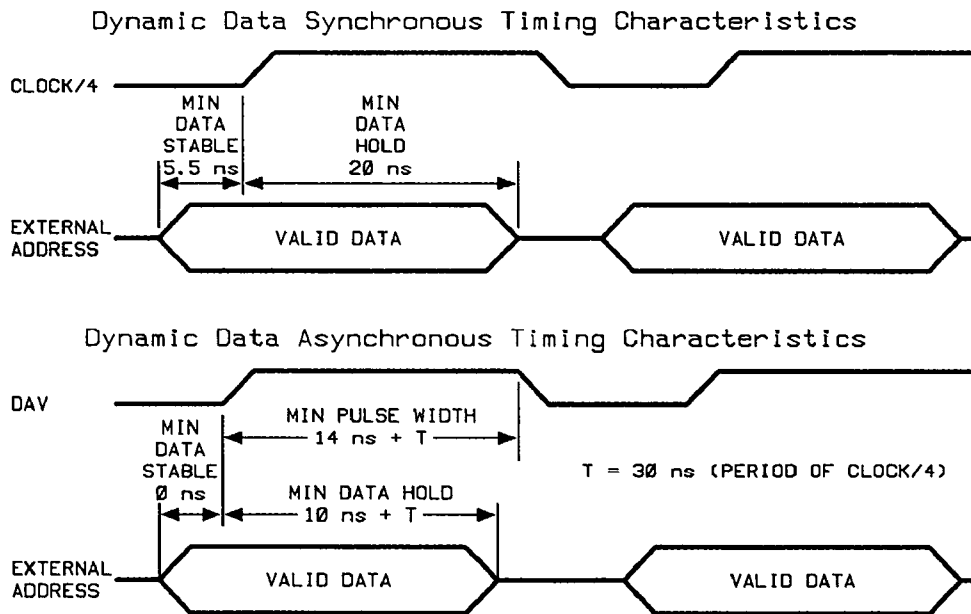 Dynamic Data Synchronous Timing Characteristics
CLOCK/4
MIN
DATA
STABLE
5.5 ns
MIN
DATA
HOLD
20 ns
EXTERNAL
ADDRESS
VALID DATA
VALID DATA
Dynamic Data Asynchronous Timing Characteristics
DAV
MIN
DATA
STABLE
0 ns
MIN PULSE WIDTH
14 ns + T
T = 30 ns (PERIOD OF CLOCK/4)
MIN DATA HOLD
10 ns + T
EXTERNAL
ADDRESS
VALID DATA
VALID DATA